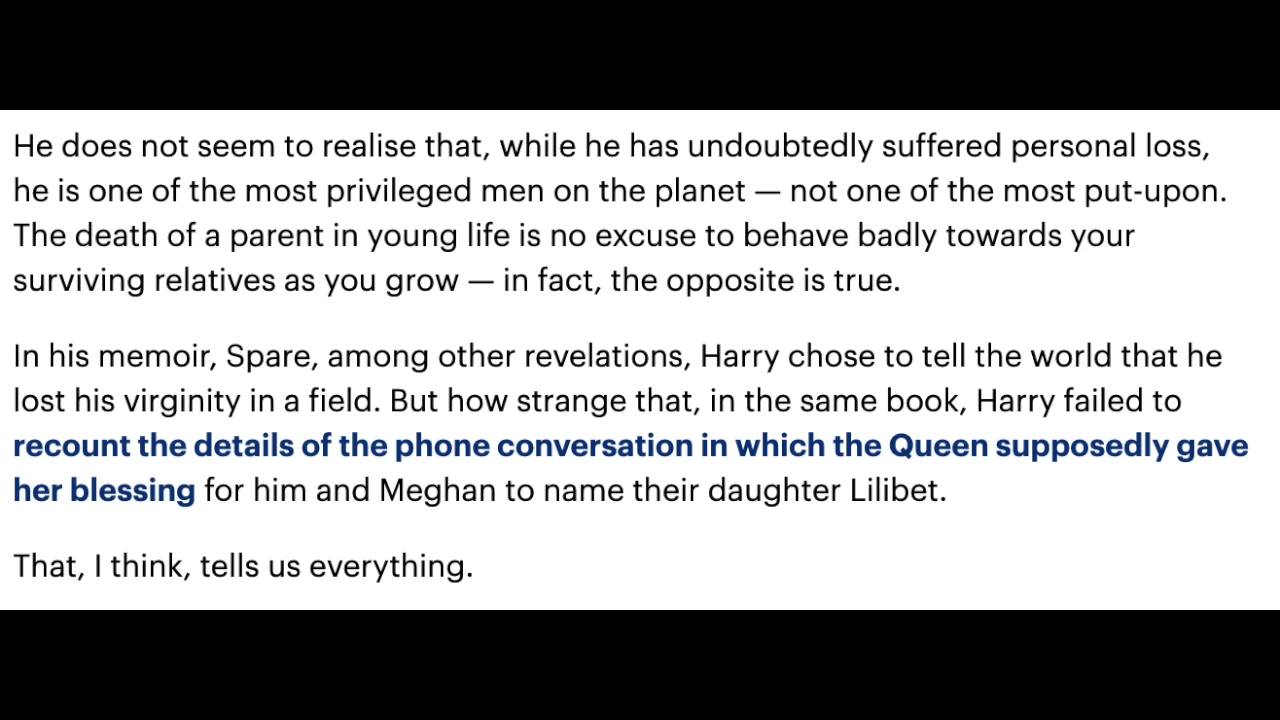 He does not seem to realise that, while he has undoubtedly suffered personal loss,
he is one of the most privileged men on the planet — not one of the most put-upon.
The death of a parent in young life is no excuse to behave badly towards your
surviving relatives as you grow — in fact, the opposite is true.
In his memoir, Spare, among other revelations, Harry chose to tell the world that he
lost his virginity in a field. But how strange that, in the same book, Harry failed to
recount the details of the phone conversation in which the Queen supposedly gave
her blessing for him and Meghan to name their daughter Lilibet.
That, I think, tells us everything.